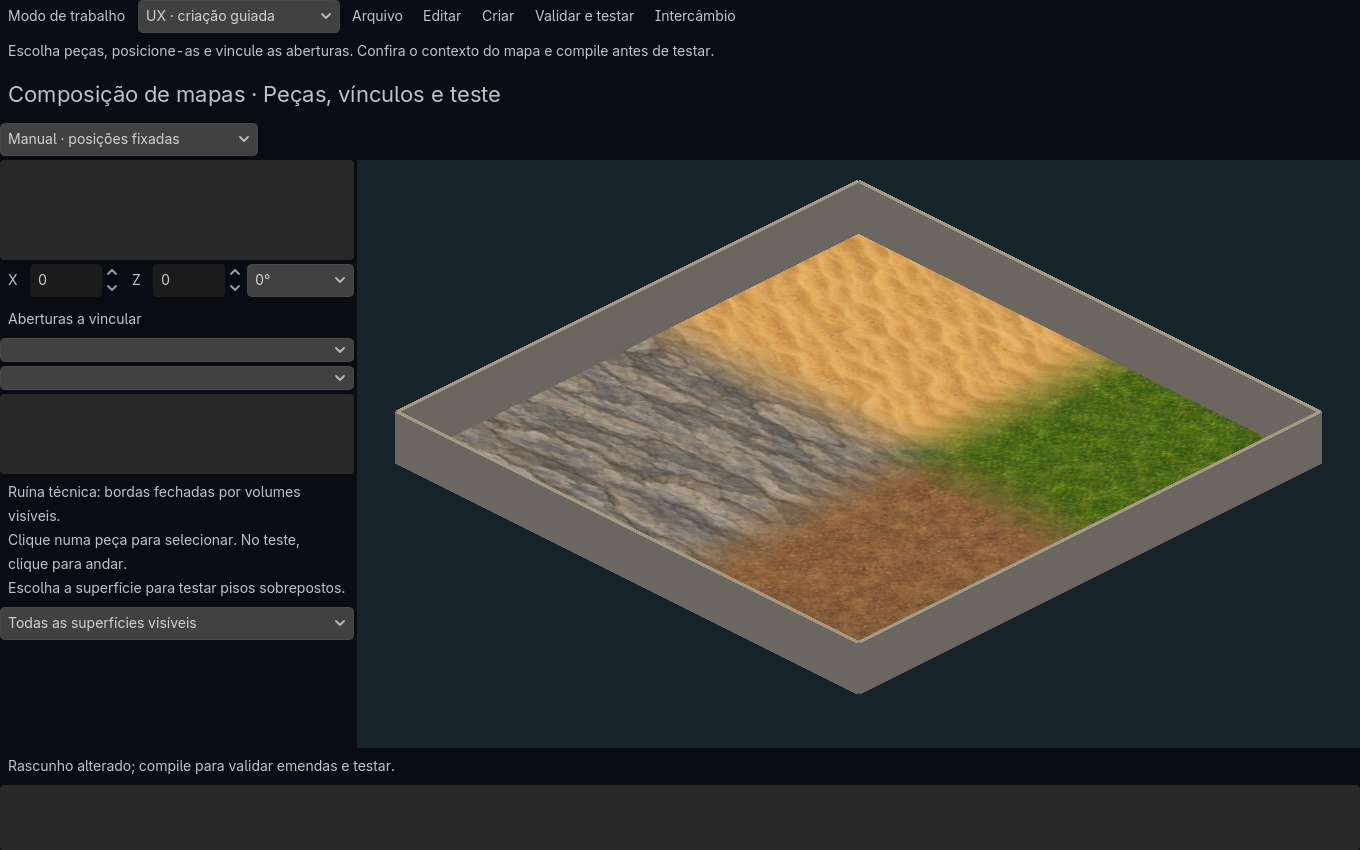 Modo de trabalho UX · criação guiada Arquivo Editar Criar Validar e testar Intercâmbio
Escolha peças, posicione-as e vincule as aberturas. Confira o contexto do mapa e compile antes de testar.
Composição de mapas · Peças, vínculos e teste
Manual · posições fixadas
X 0 Z 0 0°
Aberturas a vincular
Ruína técnica: bordas fechadas por volumes
visíveis.
Clique numa peça para selecionar. No teste,
clique para andar.
Escolha a superfície para testar pisos sobrepostos.
Todas as superfícies visíveis
Rascunho alterado; compile para validar emendas e testar.